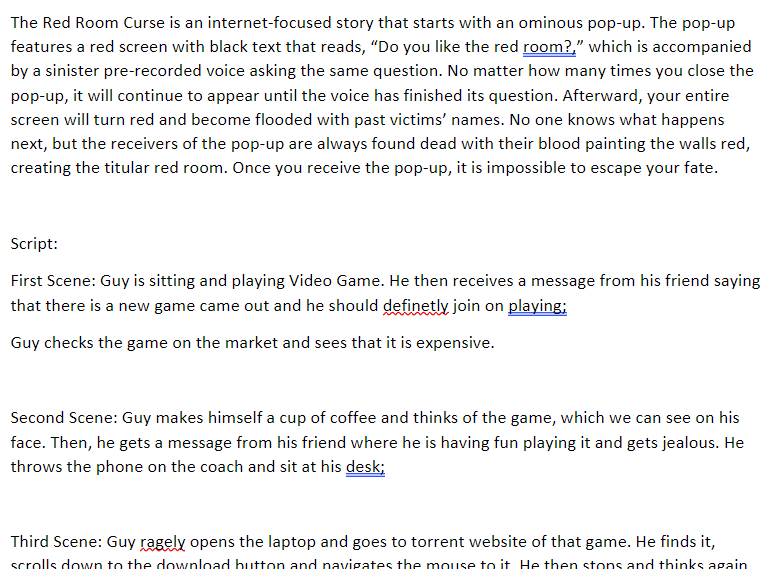 The Red Room Curse is an internet-focused story that starts with an ominous pop-up. The pop-up
features a red screen with black text that reads, “Do you like the red room?,” which is accompanied
by a sinister pre-recorded voice asking the same question. No matter how many times you close the
pop-up, it will continue to appear until the voice has finished its question. Afterward, your entire
screen will turn red and become flooded with past victims’ names. No one knows what happens
next, but the receivers of the pop-up are always found dead with their blood painting the walls red,
creating the titular red room. Once you receive the pop-up, it is impossible to escape your fate.
Script:
First Scene: Guy is sitting and playing Video Game. He then receives a message from his friend saying
that there is a new game came out and he should definetly join on playing;
Guy checks the game on the market and sees that it is expensive.
Second Scene: Guy makes himself a cup of coffee and thinks of the game, which we can see on his
face. Then, he gets a message from his friend where he is having fun playing it and gets jealous. He
throws the phone on the coach and sit at his desk;
Third Scene: Guy ragely opens the laptop and goes to torrent website of that game. He finds it,
scrolls down to the download button and navigates the mouse to it. He then stops and thinks again